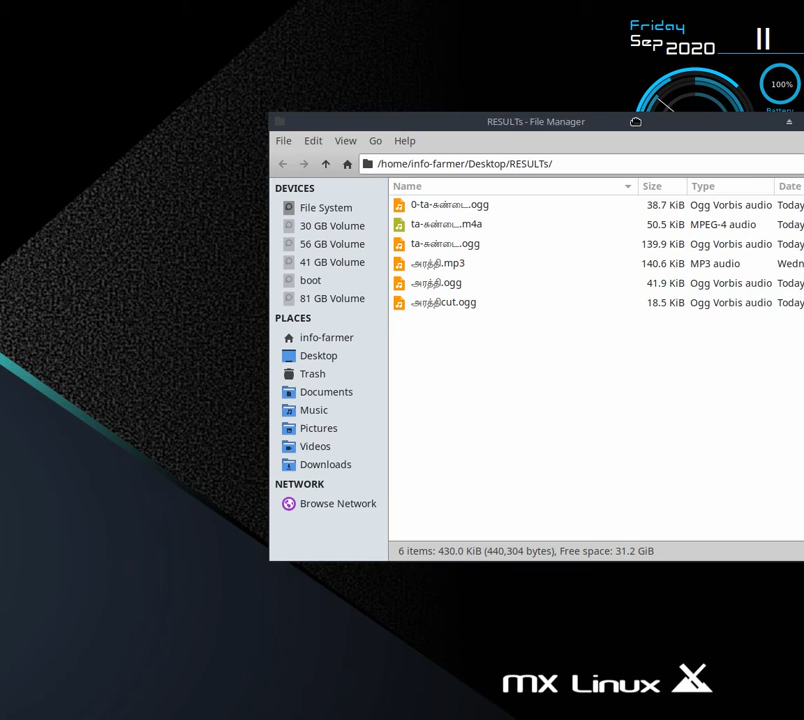 Friday
Sep 2020
100%
Battery
RESULTs - File Manager
File Edit View Go Help
/home/info-farmer/Desktop/RESULTs/
DEVICES
File System
30 GB Volume
56 GB Volume
41 GB Volume
boot
81 GB Volume
PLACES
info-farmer
Desktop
Trash
Documents
Music
Pictures
Videos
Downloads
NETWORK
Browse Network
Name Size Type Date
0-ta-சுண்டை.ogg 38.7 KiB Ogg Vorbis audio Today
ta-சுண்டை.m4a 50.5 KiB MPEG-4 audio Today
ta-சுண்டை.ogg 139.9 KiB Ogg Vorbis audio Today
அரத்தி.mp3 140.6 KiB MP3 audio Wedn
அரத்தி.ogg 41.9 KiB Ogg Vorbis audio Today
அரத்திcut.ogg 18.5 KiB Ogg Vorbis audio Today
6 items: 430.0 KiB (440,304 bytes), Free space: 31.2 GiB
MX Linux